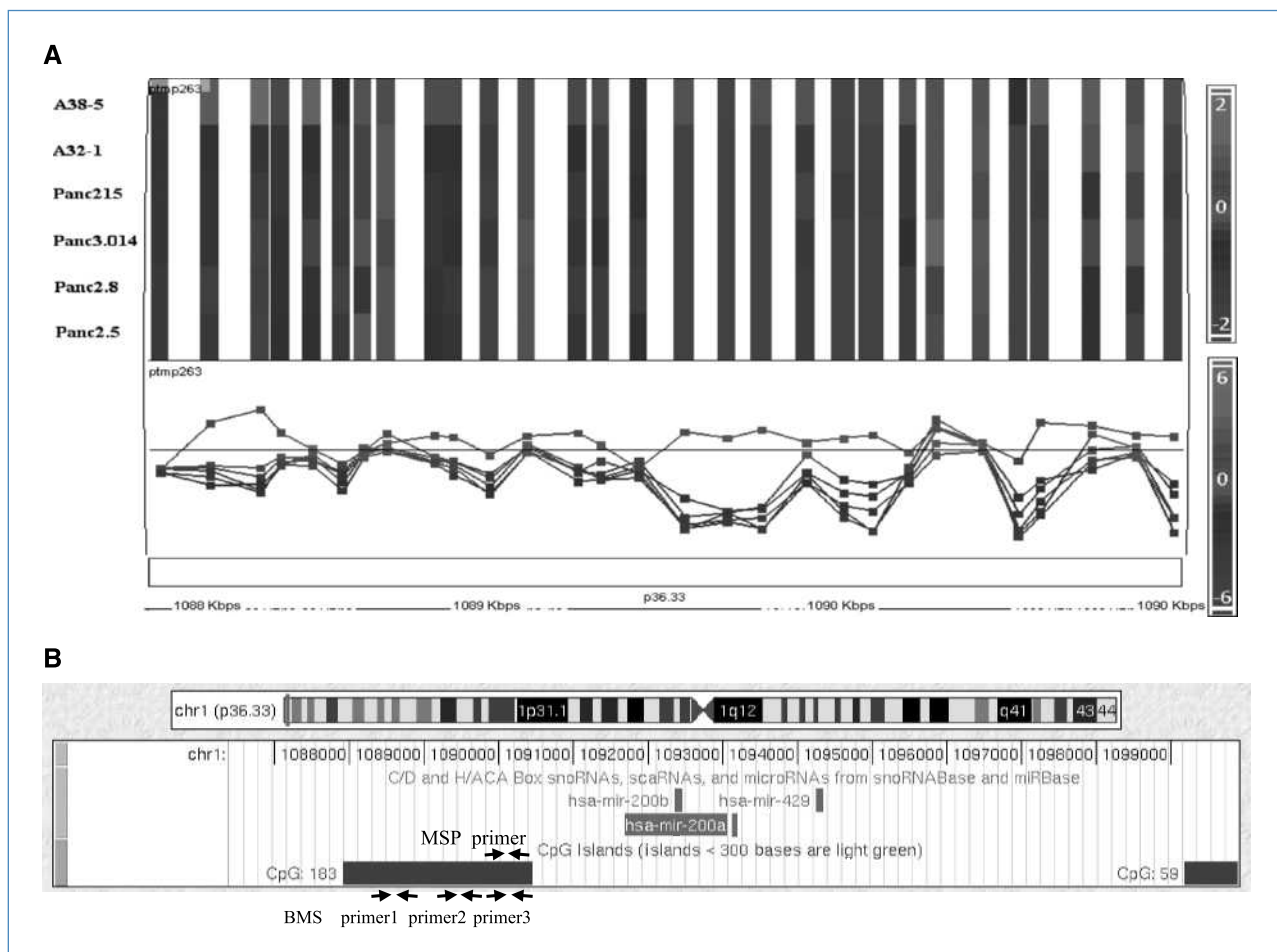 A
ptmp263
A38-5
A32-1
Panc215
Panc3.014
Panc2.8
Panc2.5
2
0
-2
ptmp263
6
0
-6
p36.33
1088 Kbps
1089 Kbps
1090 Kbps
1090 Kbps
B
chr1 (p36.33)
1p31.1
1q12
q41
43
44
chr1:
1088000
1089000
1090000
1091000
1092000
1093000
1094000
1095000
1096000
1097000
1098000
1099000
C/D and H/ACA Box snoRNAs, scaRNAs, and microRNAs from snoRNABase and miRBase
hsa-mir-200b
hsa-mir-429
hsa-mir-200a
MSP primer
CpG Islands (Islands < 300 bases are light green)
CpG: 183
CpG: 59
BMS primer1 primer2 primer3